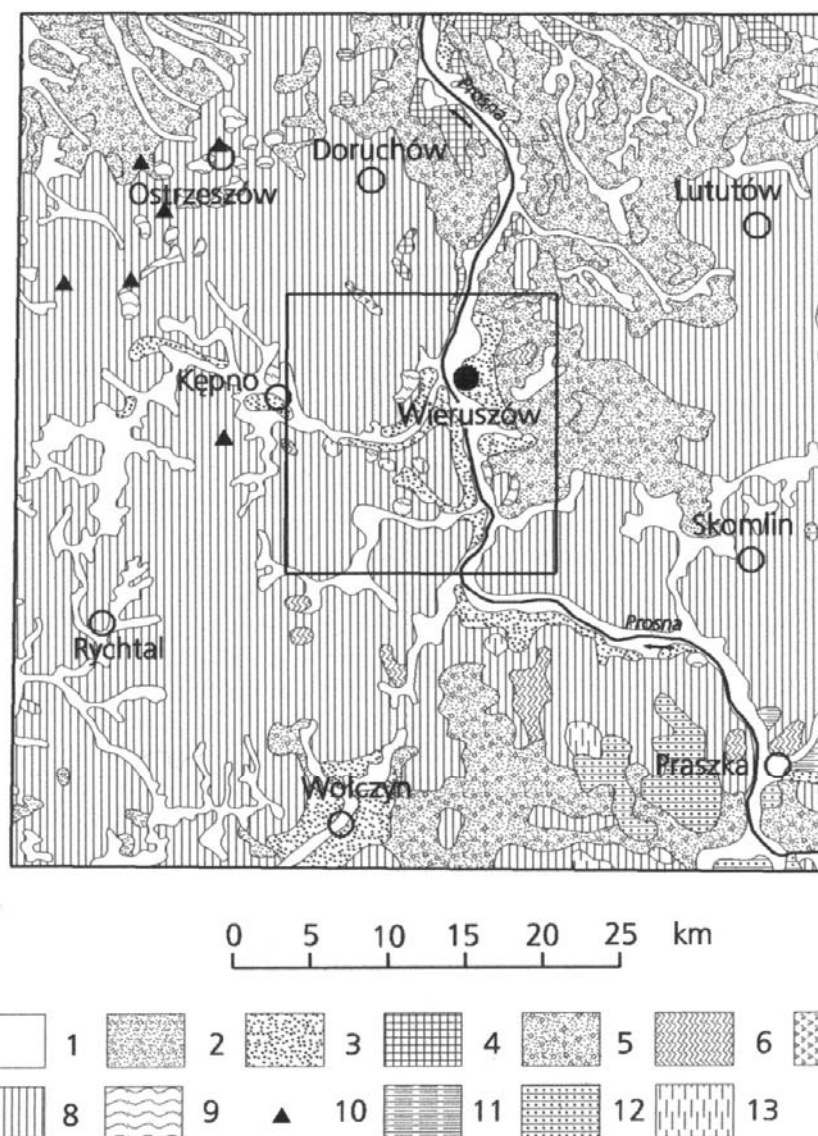 Prosna
Doruchów
Ostrzeszów
Lututów
Kępno
Wieruszów
Skomlin
Rychtal
Prosna
Praszka
Wołczyn
0 5 10 15 20 25 km
1 2 3 4 5 6
8 9 10 11 12 13